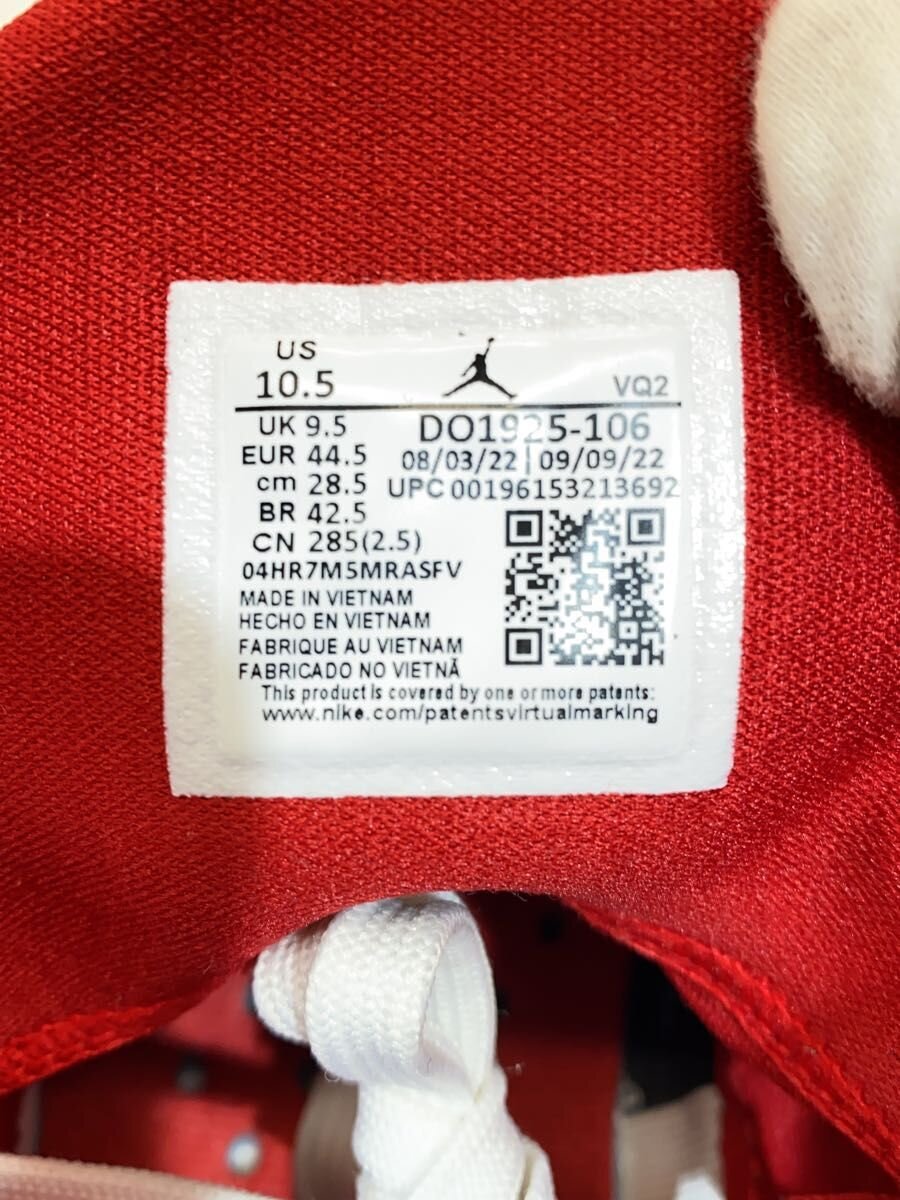 US
10.5 VQ2
UK 9.5 DO1925-106
EUR 44.5 08/03/22 | 09/09/22
cm 28.5 UPC 00196153213692
BR 42.5
CN 285(2.5)
04HR7M5MRASFV
MADE IN VIETNAM
HECHO EN VIETNAM
FABRIQUE AU VIETNAM
FABRICADO NO VIETNÃ
This product is covered by one or more patents:
www.nike.com/patentsvirtualmarking